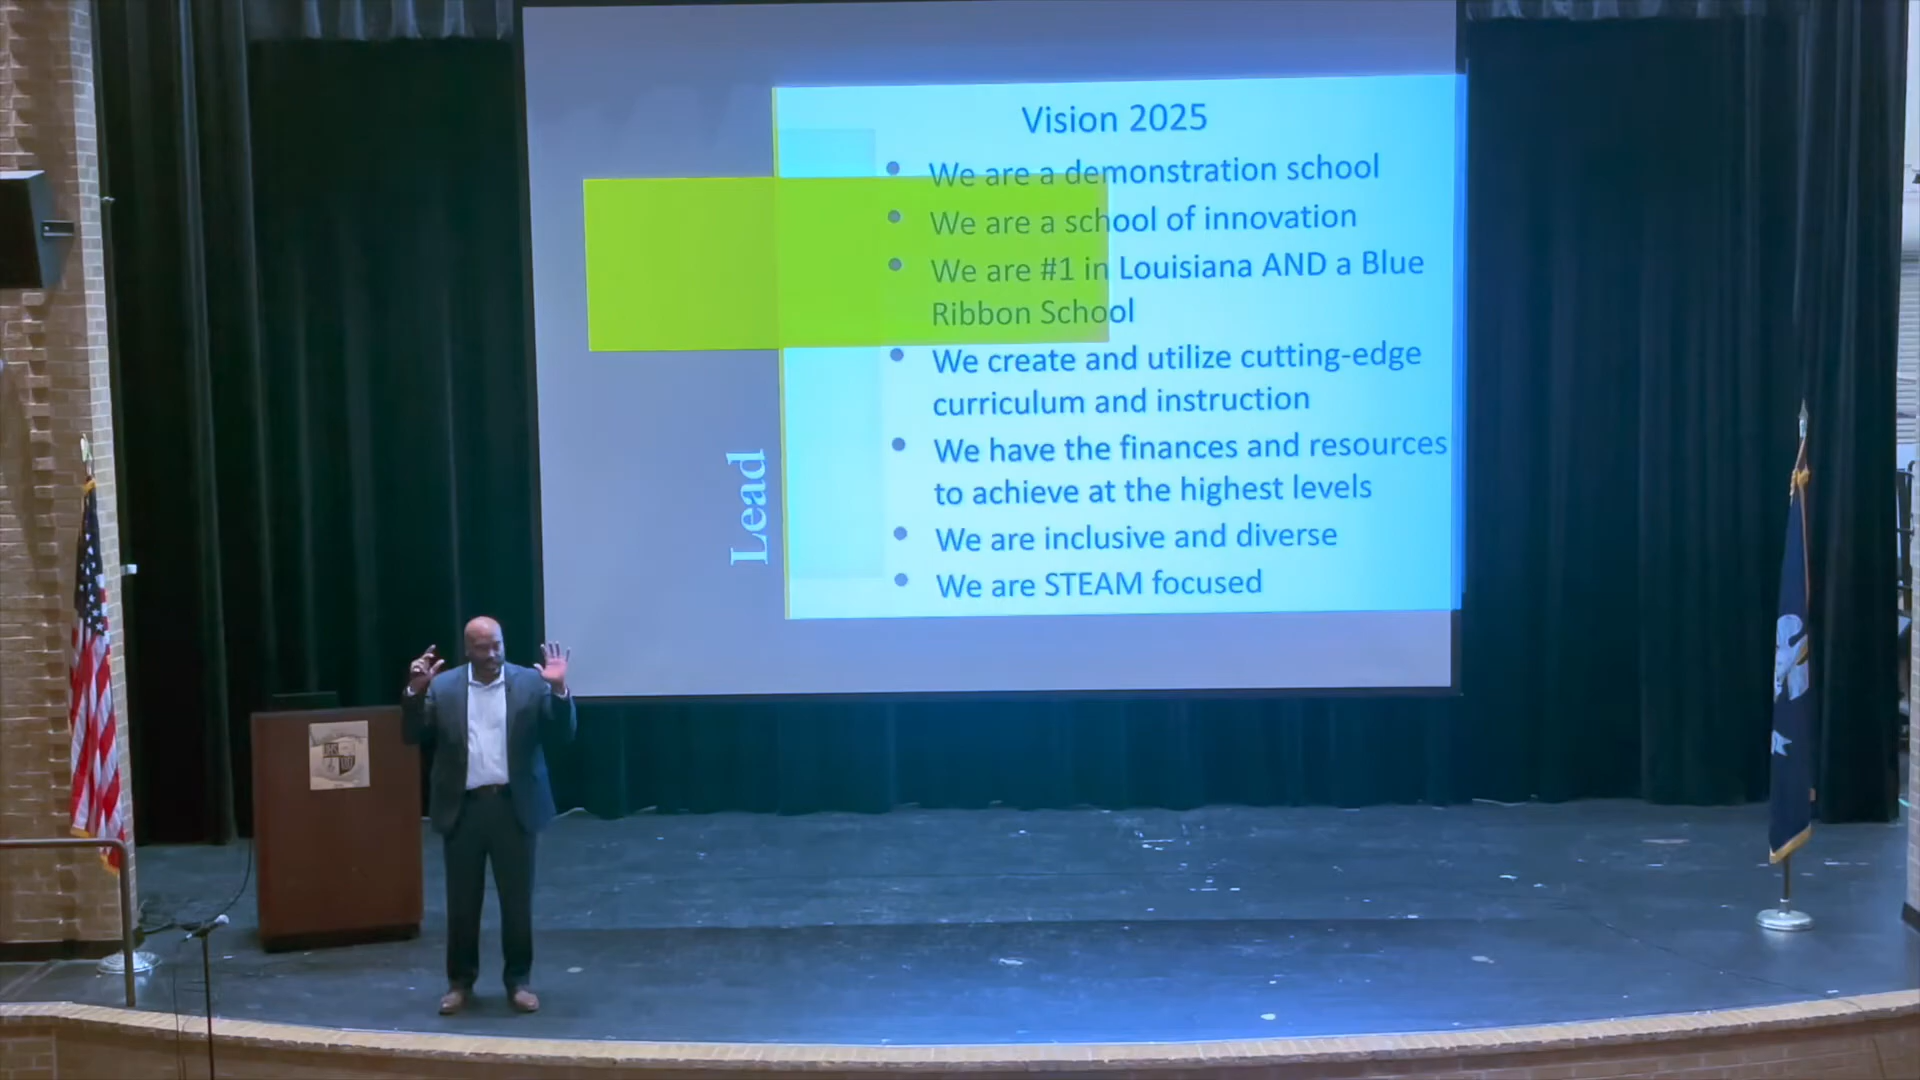 Vision 2025
• We are a demonstration school
• We are a school of innovation
• We are #1 in Louisiana AND a Blue
Ribbon School
• We create and utilize cutting-edge
curriculum and instruction
• We have the finances and resources
to achieve at the highest levels
• We are inclusive and diverse
• We are STEAM focused
Lead